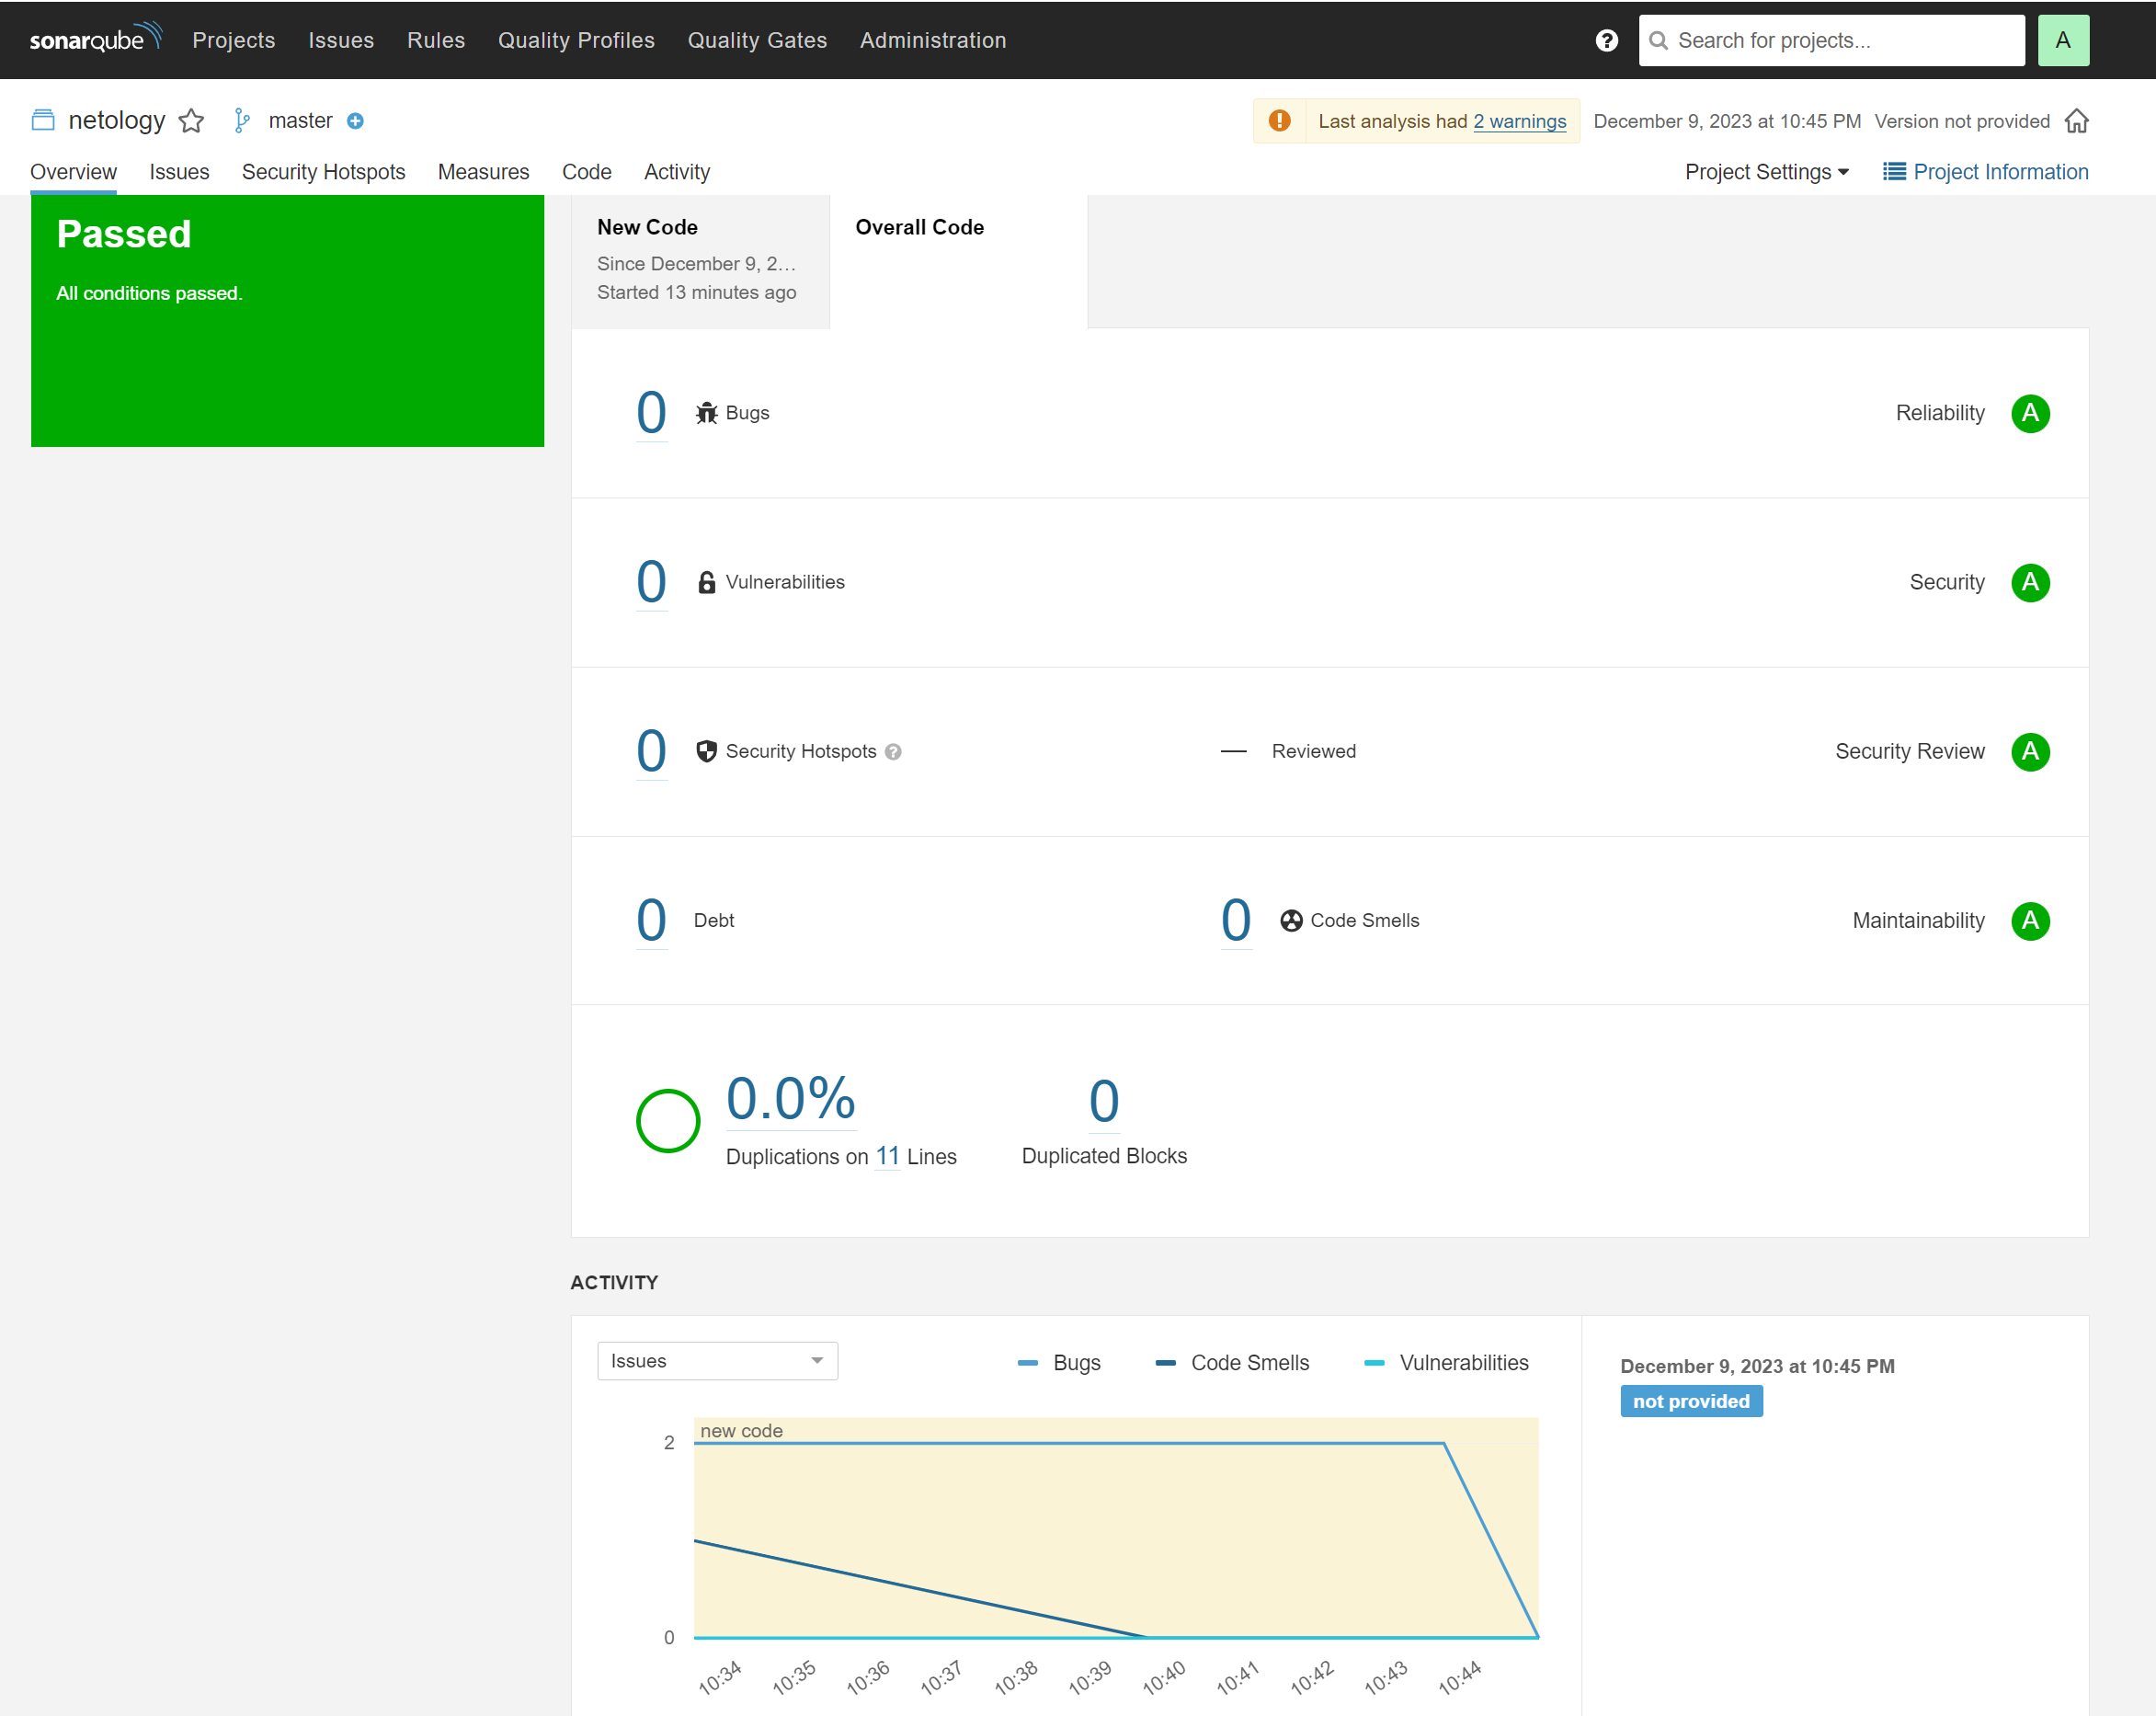 sonarqube Projects Issues Rules Quality Profiles Quality Gates Administration ? Search for projects... A
netology master Last analysis had 2 warnings December 9, 2023 at 10:45 PM Version not provided
Overview Issues Security Hotspots Measures Code Activity Project Settings Project Information
Passed
All conditions passed.
New Code
Since December 9, 2…
Started 13 minutes ago
Overall Code
0 Bugs Reliability A
0 Vulnerabilities Security A
0 Security Hotspots ? — Reviewed Security Review A
0 Debt 0 Code Smells Maintainability A
0.0% 0
Duplications on 11 Lines Duplicated Blocks
ACTIVITY
Issues Bugs Code Smells Vulnerabilities
new code
2
0
10:34 10:35 10:36 10:37 10:38 10:39 10:40 10:41 10:42 10:43 10:44
December 9, 2023 at 10:45 PM
not provided